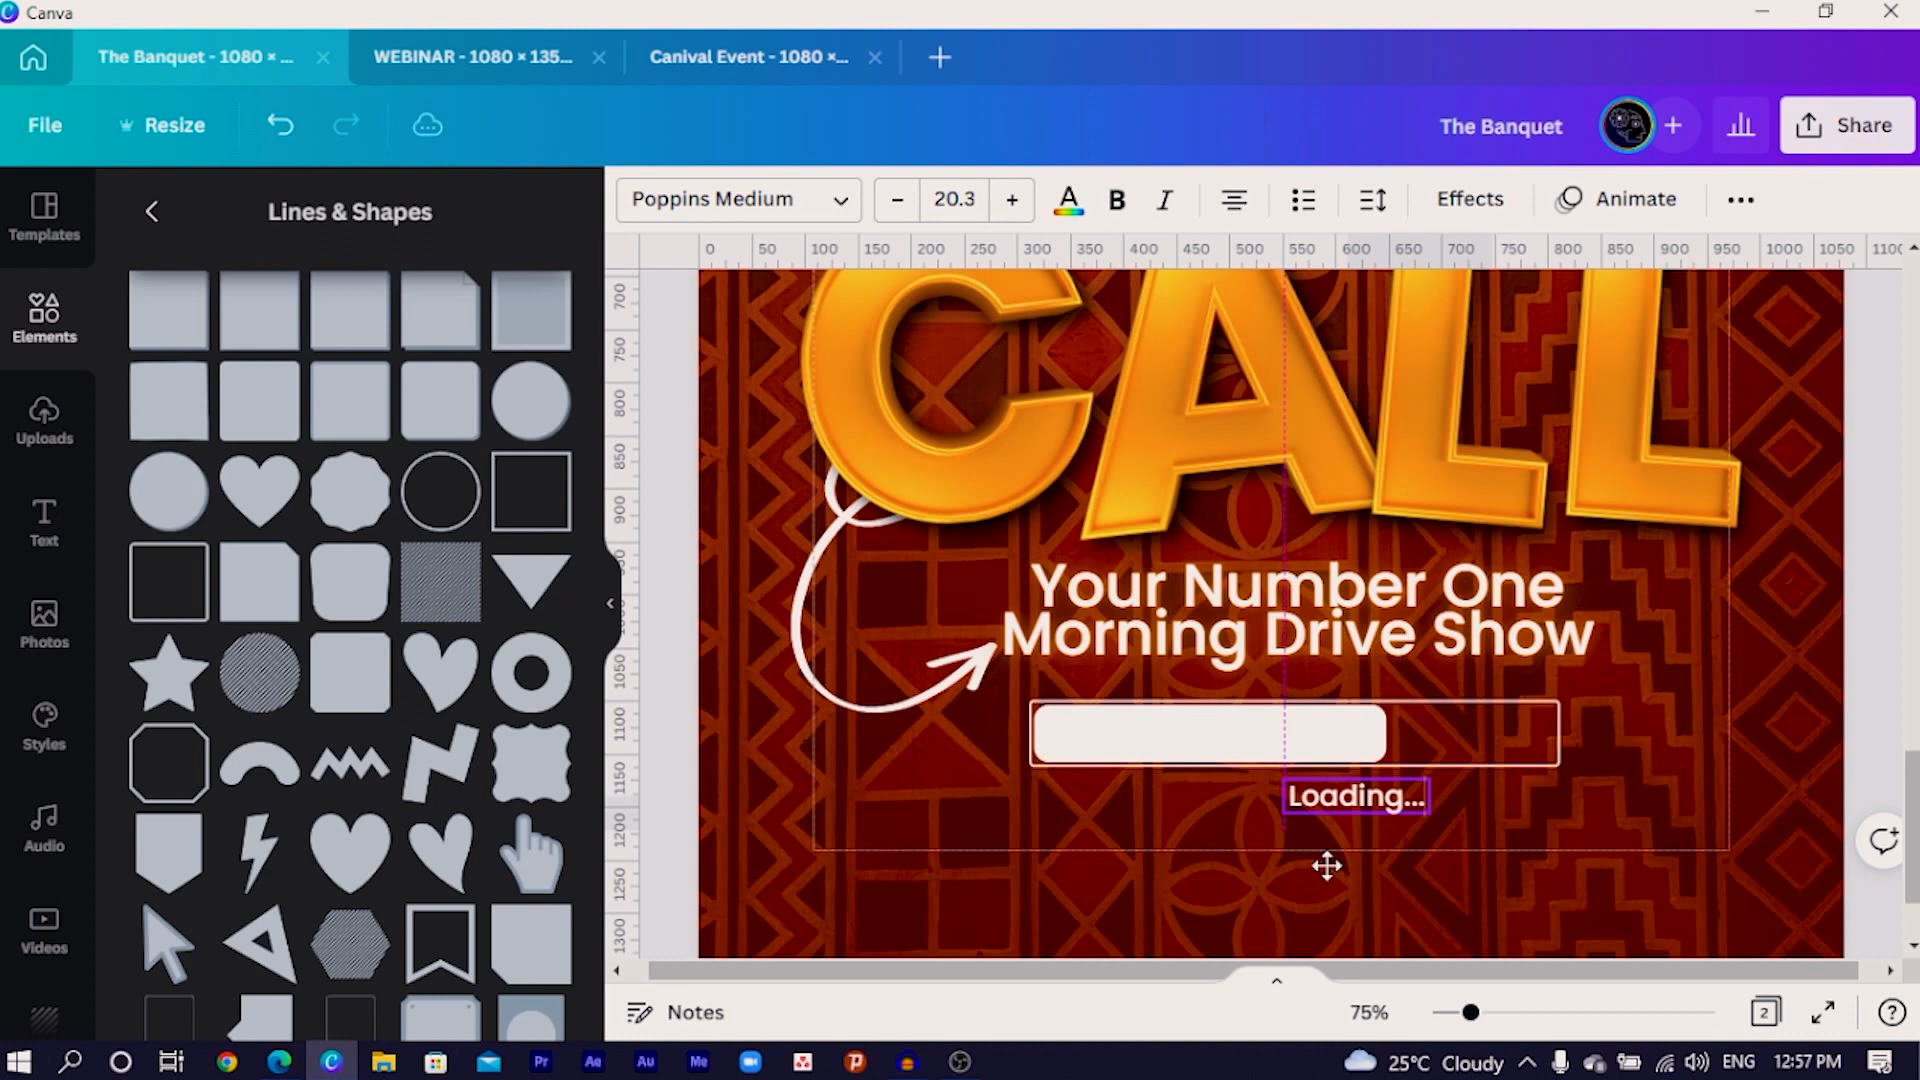 Canva
The Banquet - 1080 × ...
WEBINAR - 1080 × 135...
Canival Event - 1080 ×...
File
Resize
The Banquet
Share
Lines & Shapes
Poppins Medium
– 20.3 +
A B I
Effects
Animate
Templates
Elements
Uploads
Text
Photos
Styles
Audio
Videos
0 50 100 150 200 250 300 350 400 450 500 550 600 650 700 750 800 850 900 950 1000 1050
700
750
800
850
900
1050
1100
1150
1200
1250
1300
CALL
Your Number One
Morning Drive Show
Loading...
Notes
75%
2
?
Pr Ae Au Me
25°C Cloudy
ENG
12:57 PM